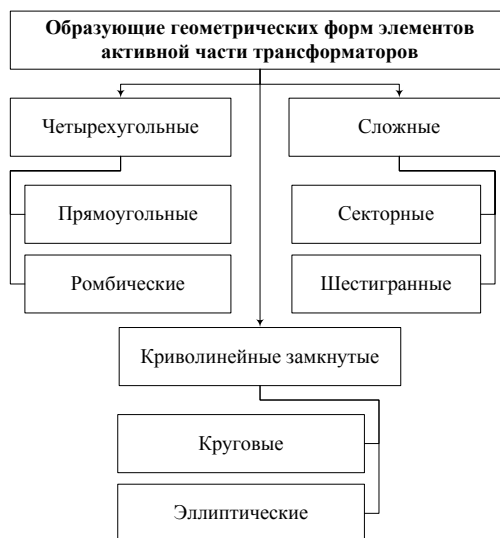 Образующие геометрических форм элементов
активной части трансформаторов
Четырехугольные
Сложные
Прямоугольные
Секторные
Ромбические
Шестигранные
Криволинейные замкнутые
Круговые
Эллиптические